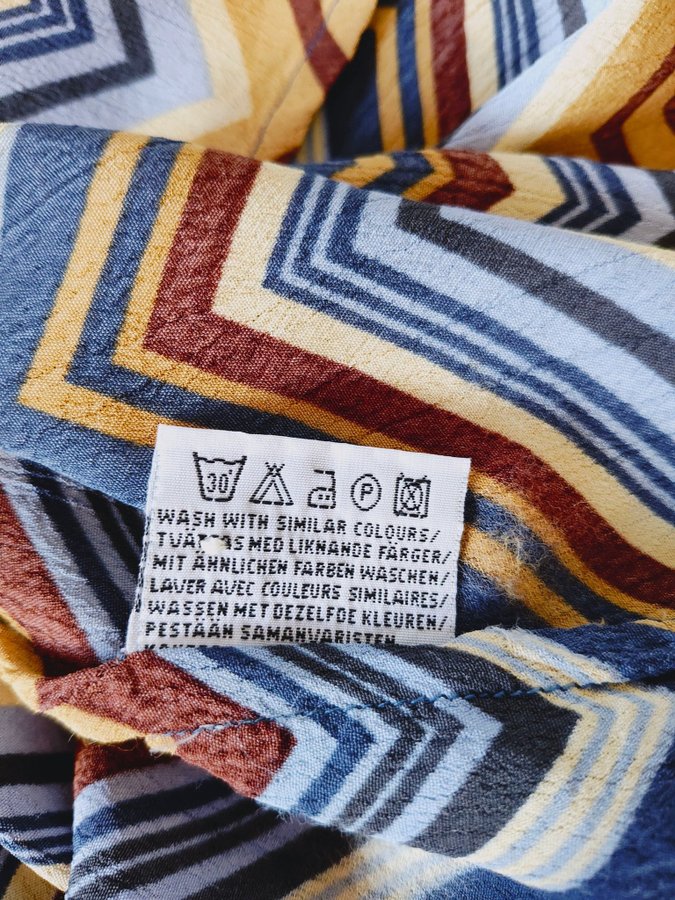 30 P
WASH WITH SIMILAR COLOURS/
MED LIKNANDE FÄRGER/
MIT ÄHNLICHEN FARBEN WASCHEN/
LAVER AVEC COULEURS SIMILAIRES/
WASSEN MET DEZELFDE KLEUREN/
PESTÄÄN SAMANVARISTEN